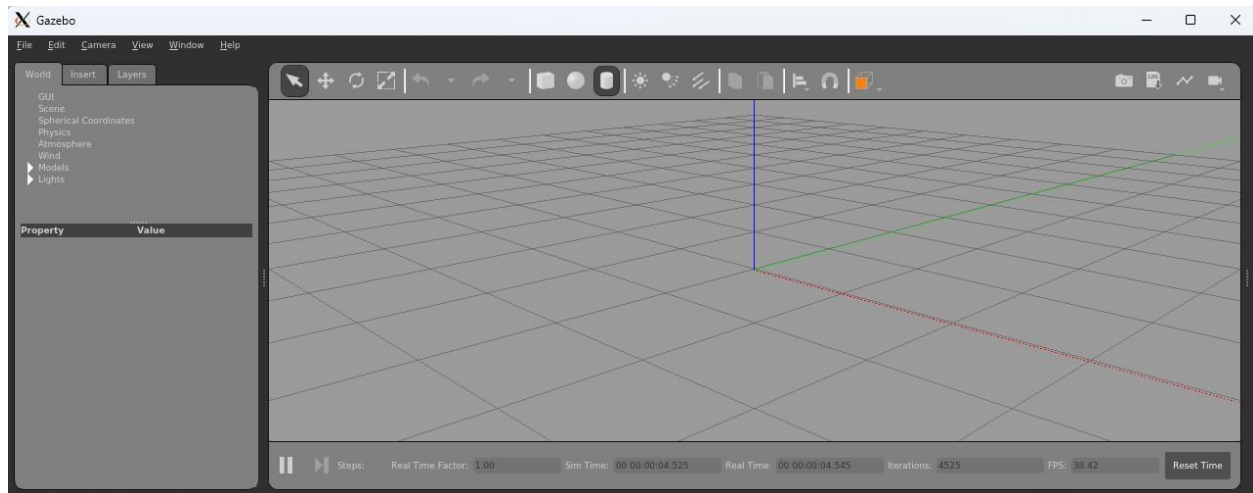 Gazebo
File Edit Camera View Window Help
World Insert Layers
GUI
Scene
Spherical Coordinates
Physics
Atmosphere
Wind
Models
Lights
Property Value
Steps: Real Time Factor: 1.00 Sim Time: 00 00:00:04.525 Real Time: 00 00:00:04.545 Iterations: 4525 FPS: 38.42 Reset Time